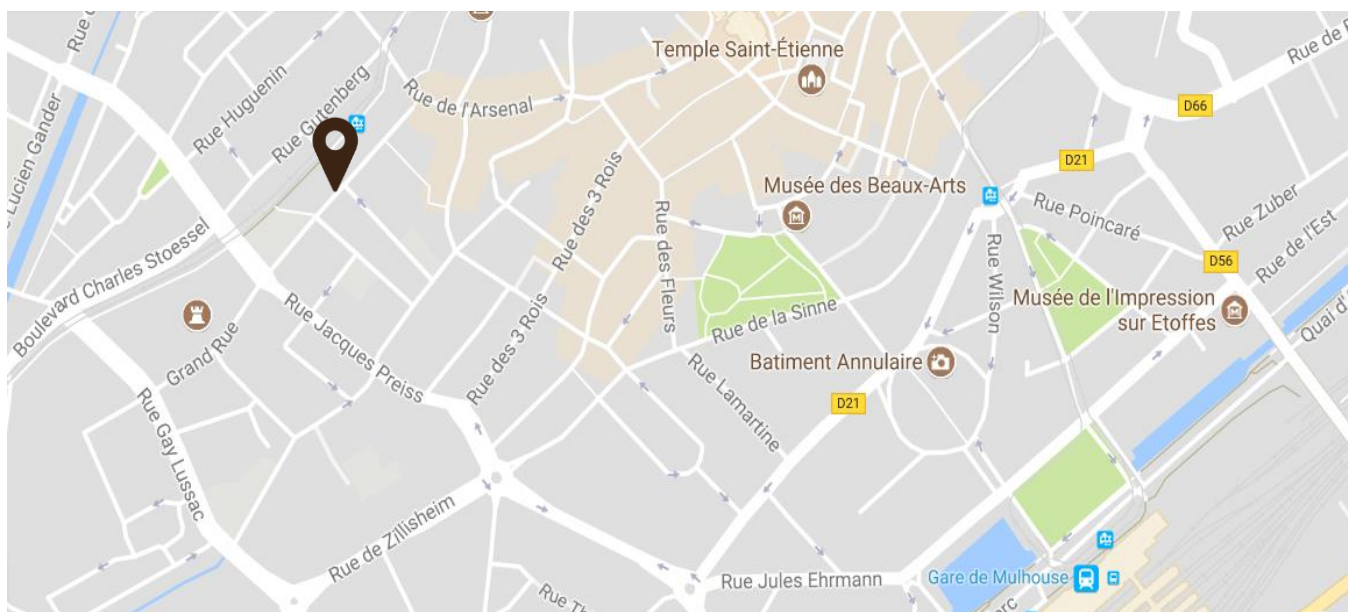 Temple Saint-Étienne
Rue de l'Arsenal
Rue Huguenin
Rue Gutenberg
Lucien Gander
D66
D21
Musée des Beaux-Arts
Rue Poincaré
Rue Zuber
Rue de l'Est
D56
Rue des 3 Rois
Rue des Fleurs
Rue Wilson
Boulevard Charles Stoessel
Musée de l'Impression
sur Etoffes
Rue de la Sinne
Grand Rue
Rue Jacques Preiss
Rue des 3 Rois
Batiment Annulaire
Rue Lamartine
D21
Rue Gay Lussac
Rue de Zillisheim
Rue Jules Ehrmann
Gare de Mulhouse